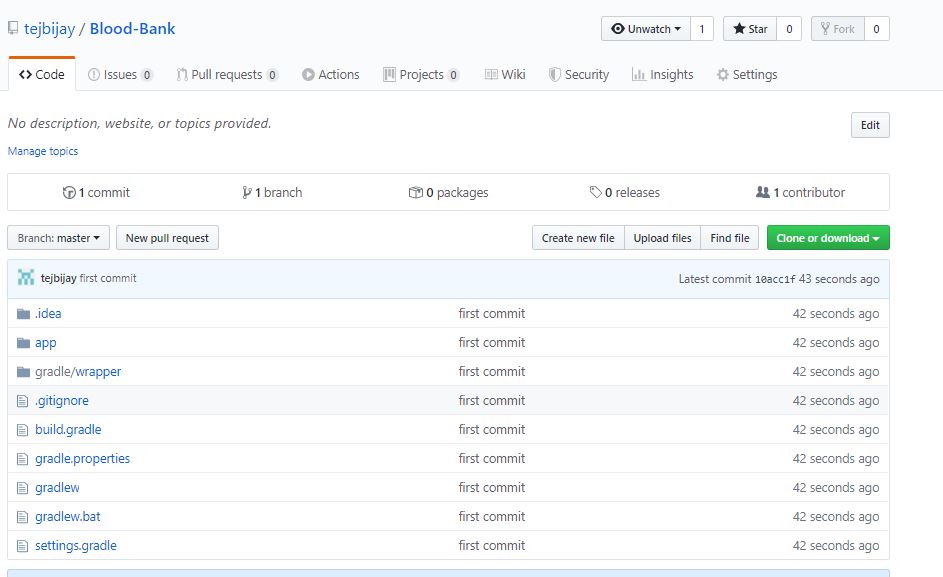 tejbijay / Blood-Bank Unwatch 1 Star 0 Fork 0
Code Issues 0 Pull requests 0 Actions Projects 0 Wiki Security Insights Settings
No description, website, or topics provided. Edit
Manage topics
1 commit 1 branch 0 packages 0 releases 1 contributor
Branch: master New pull request Create new file Upload files Find file Clone or download
tejbijay first commit Latest commit 10acc1f 43 seconds ago
.idea first commit 42 seconds ago
app first commit 42 seconds ago
gradle/wrapper first commit 42 seconds ago
.gitignore first commit 42 seconds ago
build.gradle first commit 42 seconds ago
gradle.properties first commit 42 seconds ago
gradlew first commit 42 seconds ago
gradlew.bat first commit 42 seconds ago
settings.gradle first commit 42 seconds ago